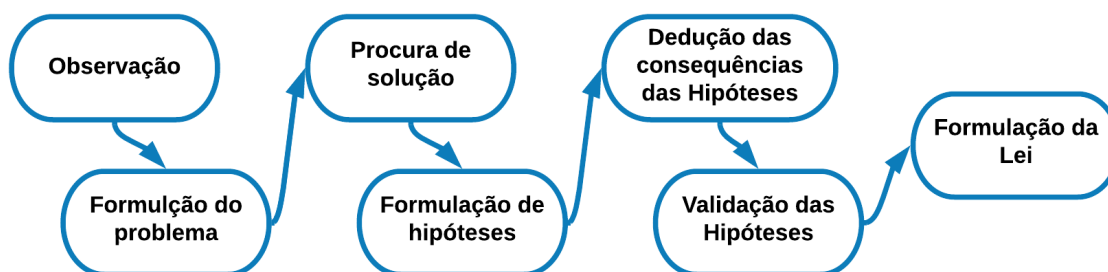 Observação
Formulção do
problema
Procura de
solução
Formulação de
hipóteses
Dedução das
consequências
das Hipóteses
Validação das
Hipóteses
Formulação da
Lei